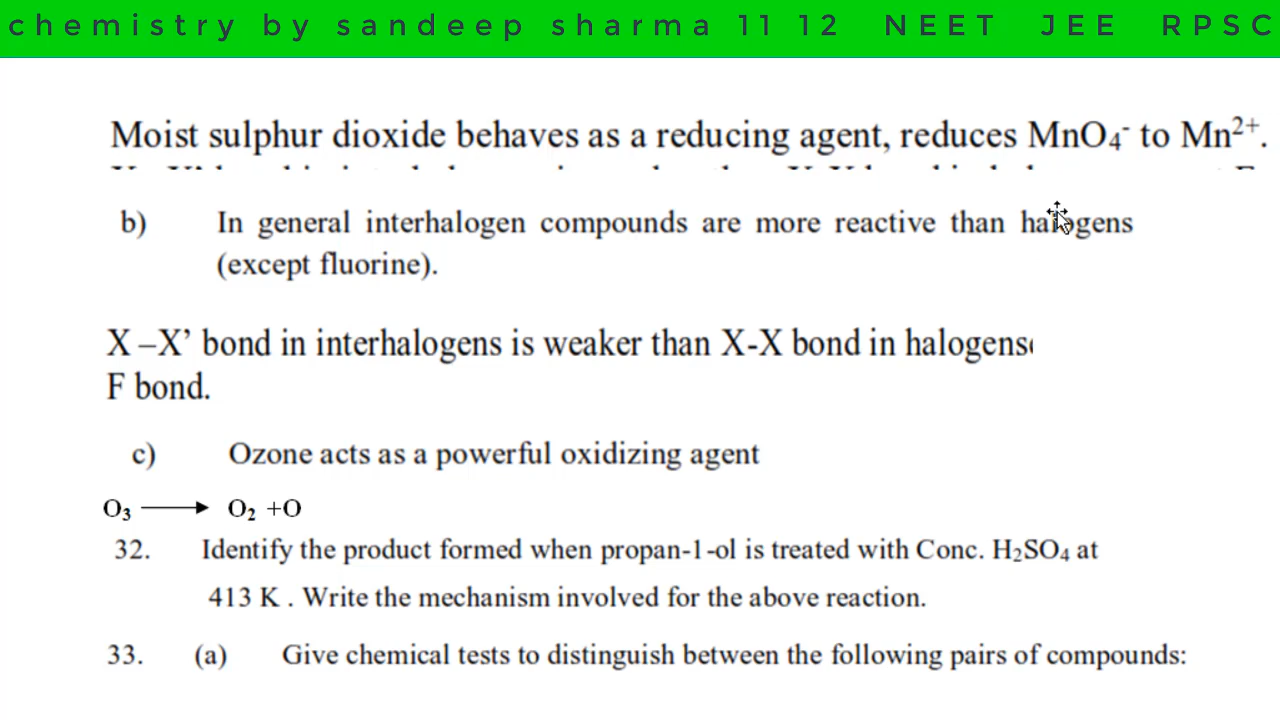 chemistry by sandeep sharma 11 12 NEET JEE RPSC
Moist sulphur dioxide behaves as a reducing agent, reduces MnO₄⁻ to Mn²⁺.
b) In general interhalogen compounds are more reactive than halogens
(except fluorine).
X –X’ bond in interhalogens is weaker than X-X bond in halogens
F bond.
c) Ozone acts as a powerful oxidizing agent
O₃ ⟶ O₂ +O
32. Identify the product formed when propan-1-ol is treated with Conc. H₂SO₄ at
413 K . Write the mechanism involved for the above reaction.
33. (a) Give chemical tests to distinguish between the following pairs of compounds: